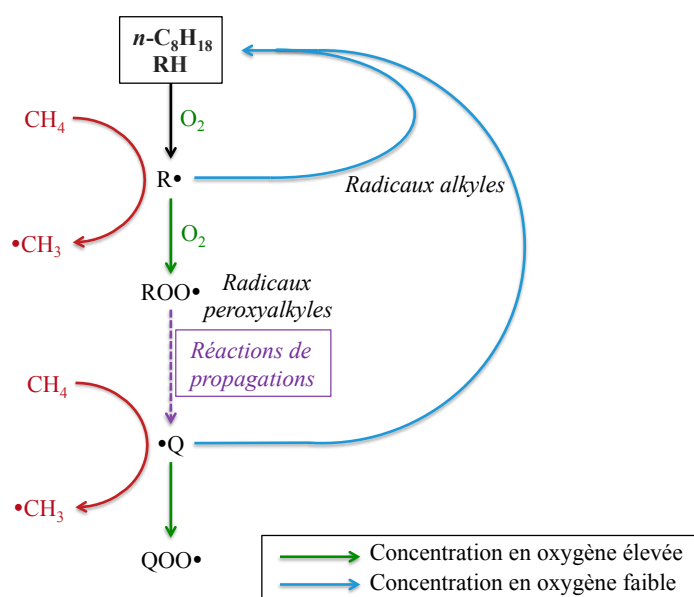 n-C₈H₁₈
RH
CH₄
O₂
R•
Radicaux alkyles
•CH₃
O₂
ROO•
Radicaux
peroxyalkyles
Réactions de
propagations
CH₄
•Q
•CH₃
QOO•
Concentration en oxygène élevée
Concentration en oxygène faible